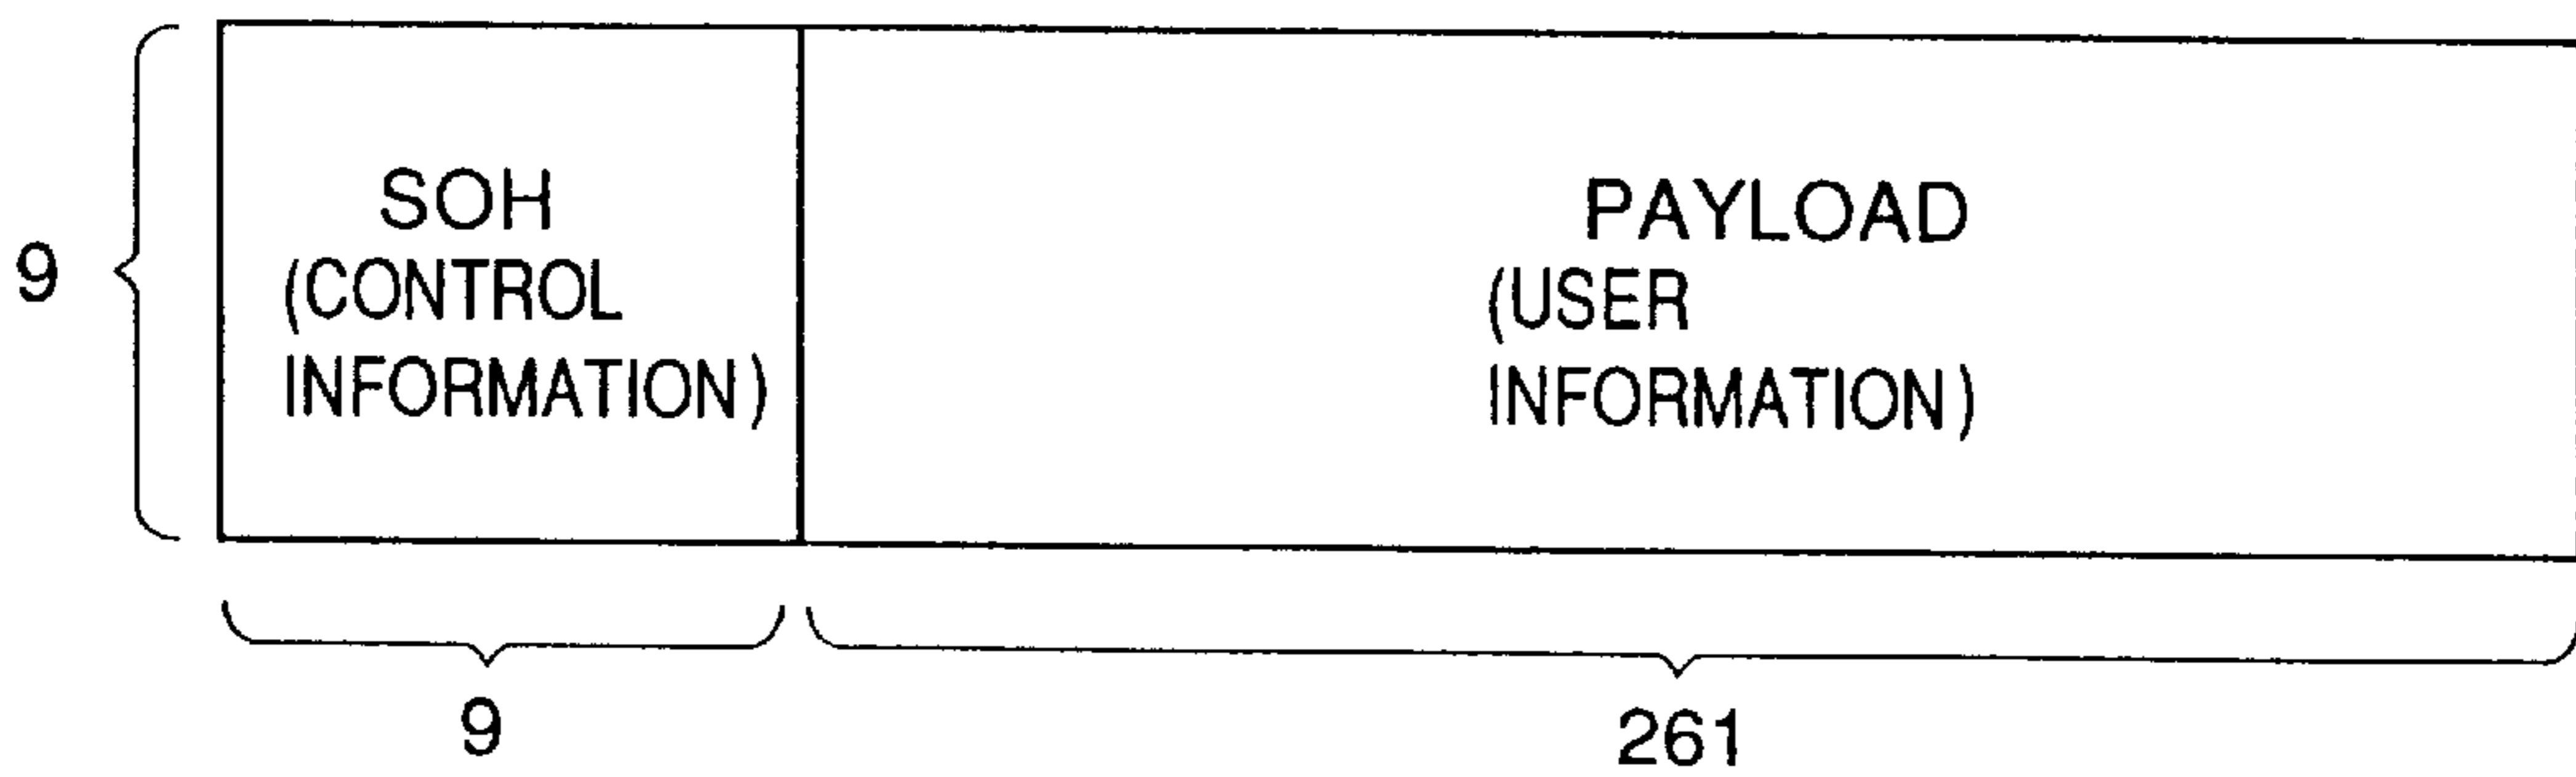 9
SOH
(CONTROL
INFORMATION)
PAYLOAD
(USER
INFORMATION)
9
261